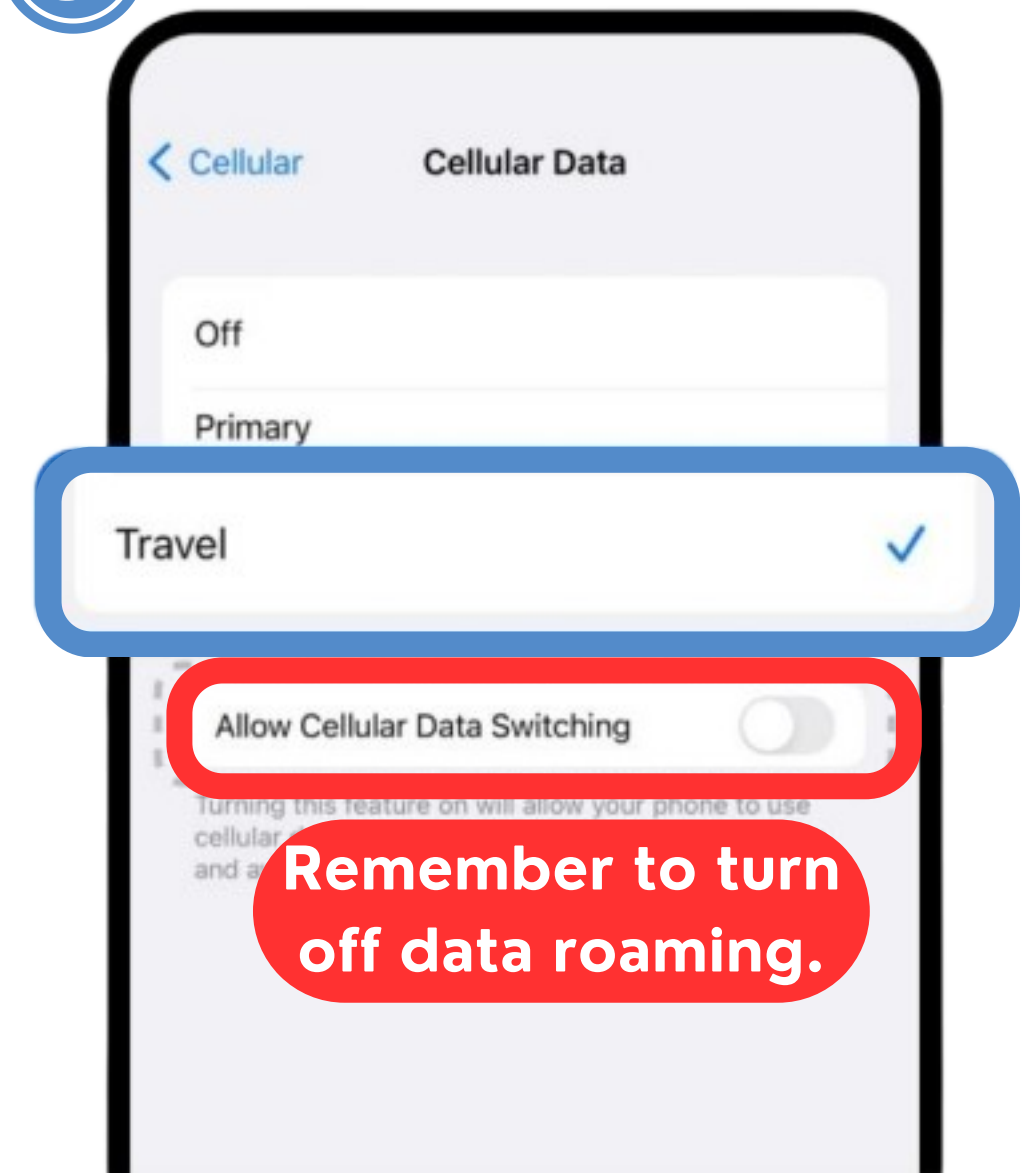 Cellular
Cellular Data
Off
Primary
Travel
Allow Cellular Data Switching
Turning this feature on will allow your phone to use
cellular
and
Remember to turn
off data roaming.